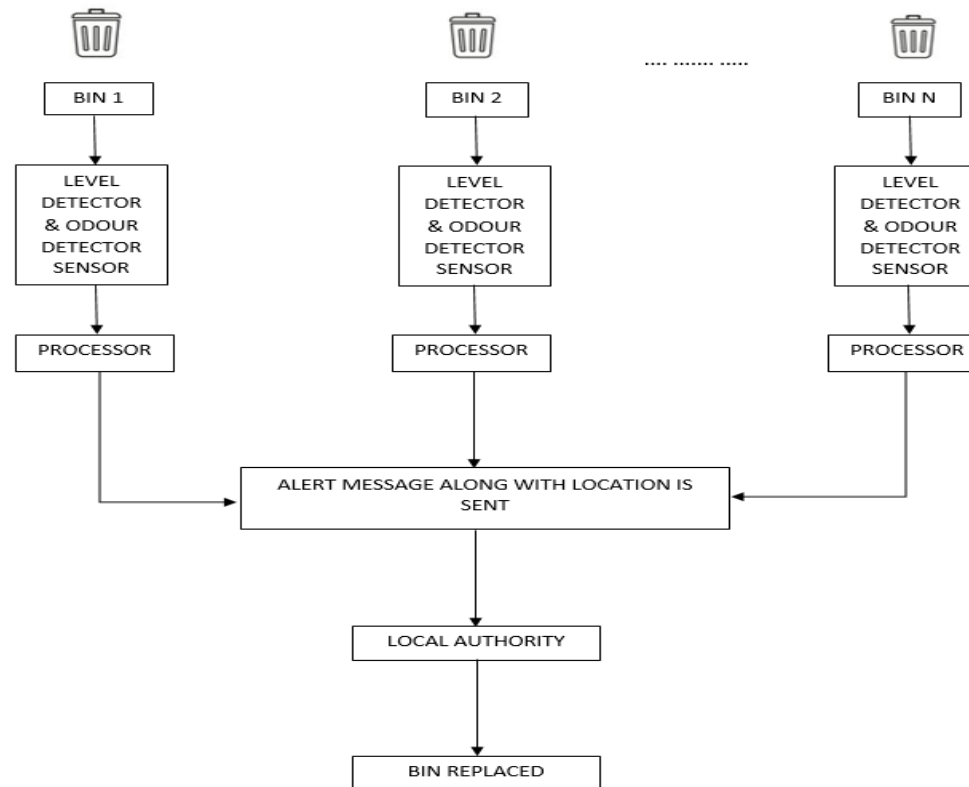 .... ....... .....
BIN 1
BIN 2
BIN N
LEVEL
DETECTOR
& ODOUR
DETECTOR
SENSOR
LEVEL
DETECTOR
& ODOUR
DETECTOR
SENSOR
LEVEL
DETECTOR
& ODOUR
DETECTOR
SENSOR
PROCESSOR
PROCESSOR
PROCESSOR
ALERT MESSAGE ALONG WITH LOCATION IS
SENT
LOCAL AUTHORITY
BIN REPLACED